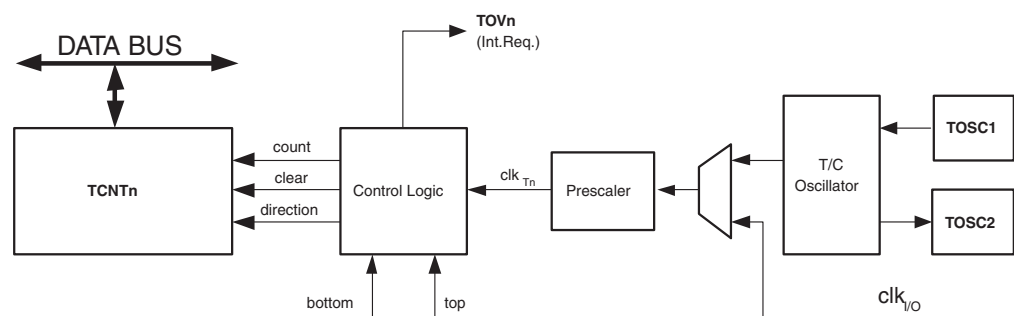 TOVn
(Int.Req.)
DATA BUS
TOSC1
count
T/C
Oscillator
TCNTn
clear
Control Logic
clk Tn
Prescaler
direction
TOSC2
bottom
top
clk I/O